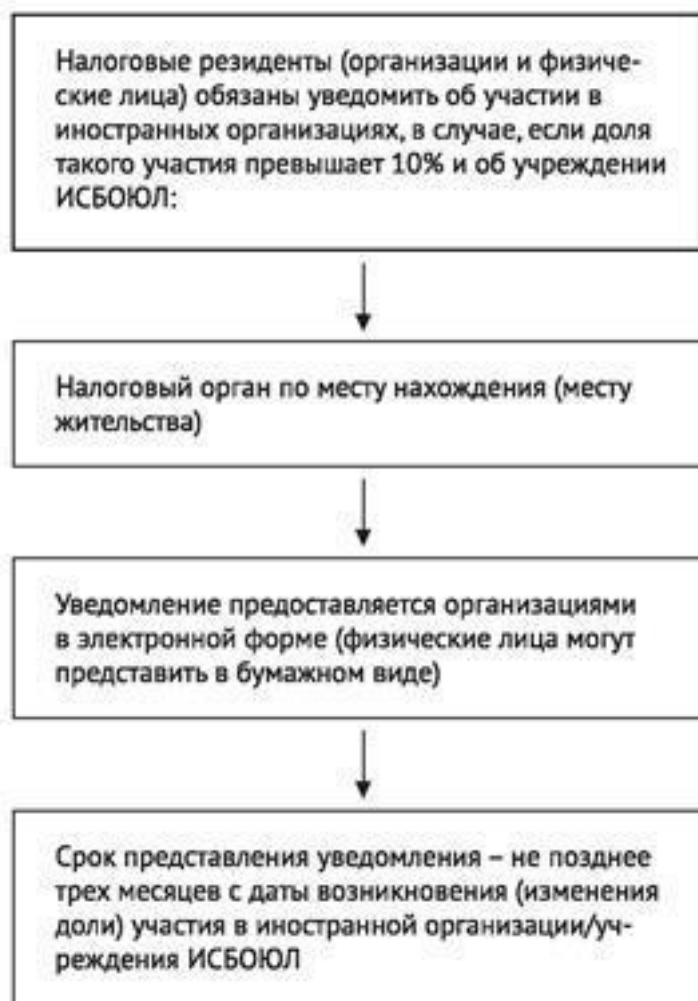 Налоговые резиденты (организации и физиче-
ские лица) обязаны уведомить об участии в
иностранных организациях, в случае, если доля
такого участия превышает 10% и об учреждении
ИСБОЮЛ:
Налоговый орган по месту нахождения (месту
жительства)
Уведомление предоставляется организациями
в электронной форме (физические лица могут
представить в бумажном виде)
Срок представления уведомления – не позднее
трех месяцев с даты возникновения (изменения
доли) участия в иностранной организации/уч-
реждения ИСБОЮЛ